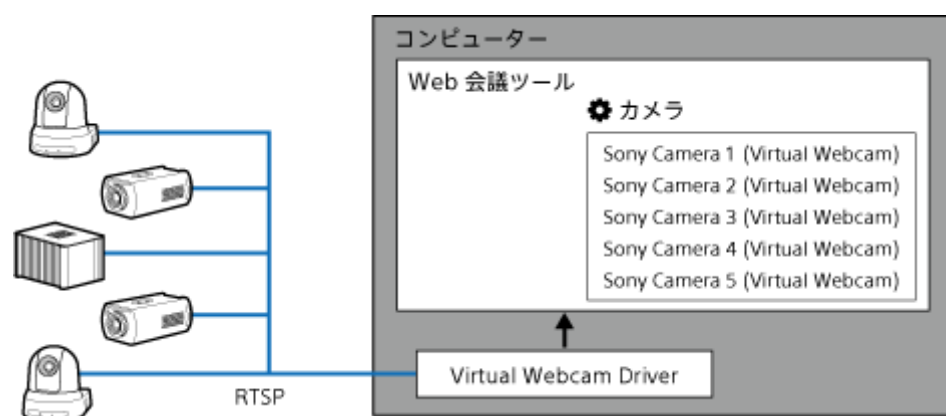 コンピューター
Web 会議ツール
カメラ
Sony Camera 1 (Virtual Webcam)
Sony Camera 2 (Virtual Webcam)
Sony Camera 3 (Virtual Webcam)
Sony Camera 4 (Virtual Webcam)
Sony Camera 5 (Virtual Webcam)
Virtual Webcam Driver
RTSP